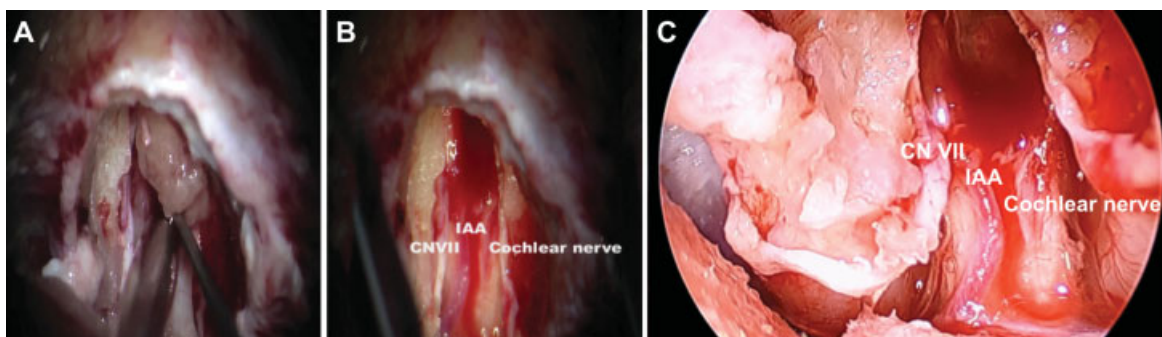 A
B
IAA
CNVII
Cochlear nerve
C
CN VII
IAA
Cochlear nerve